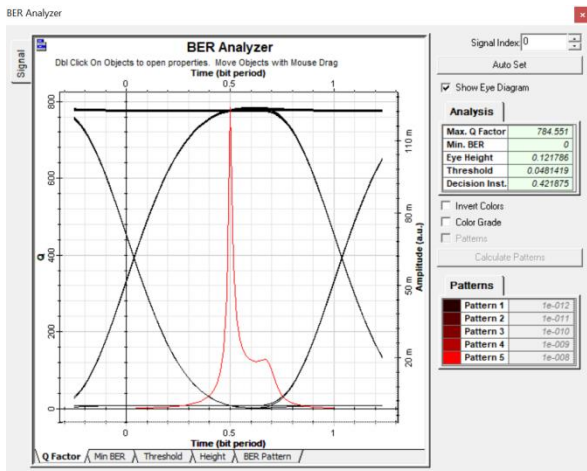 BER Analyzer
Signal
BER Analyzer
Dbl Click On Objects to open properties. Move Objects with Mouse Drag
Time (bit period)
0 0.5 1
Q
800
600
400
200
0
110 m
80 m
50 m
20 m
Amplitude (a.u.)
0 0.5 1
Time (bit period)
Q Factor Min BER Threshold Height BER Pattern
Signal Index: 0
Auto Set
Show Eye Diagram
Analysis
Max. Q Factor 784.551
Min. BER 0
Eye Height 0.121786
Threshold 0.0481419
Decision Inst. 0.421875
Invert Colors
Color Grade
Patterns
Calculate Patterns
Patterns
Pattern 1 1e-012
Pattern 2 1e-011
Pattern 3 1e-010
Pattern 4 1e-009
Pattern 5 1e-008